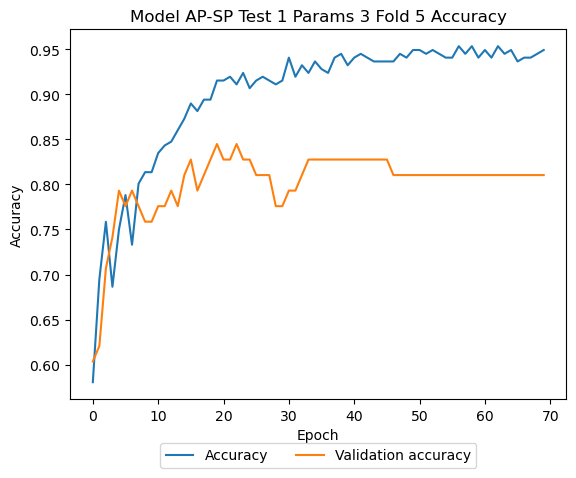 Model AP-SP Test 1 Params 3 Fold 5 Accuracy
Accuracy
0.95
0.90
0.85
0.80
0.75
0.70
0.65
0.60
0 10 20 30 40 50 60 70
Epoch
Accuracy Validation accuracy